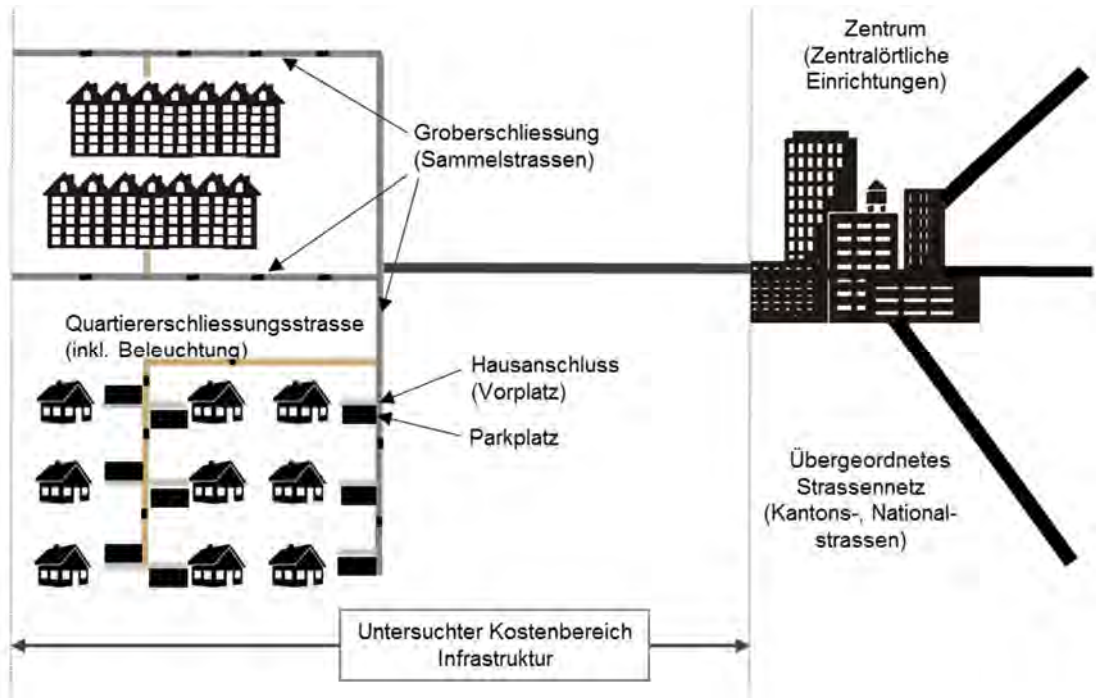 Zentrum
(Zentralörtliche
Einrichtungen)
Groberschliessung
(Sammelstrassen)
Quartiererschliessungsstrasse
(inkl. Beleuchtung)
Hausanschluss
(Vorplatz)
Parkplatz
Übergeordnetes
Strassennetz
(Kantons-, National-
strassen)
Untersuchter Kostenbereich
Infrastruktur